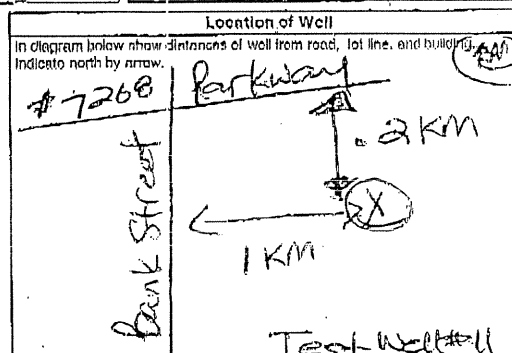 Location of Well
In diagram below show distances of well from road, lot line, and building.
Indicate north by arrow.
#7268
Parkway
.2KM
Bank Street
X
1KM
Test Well